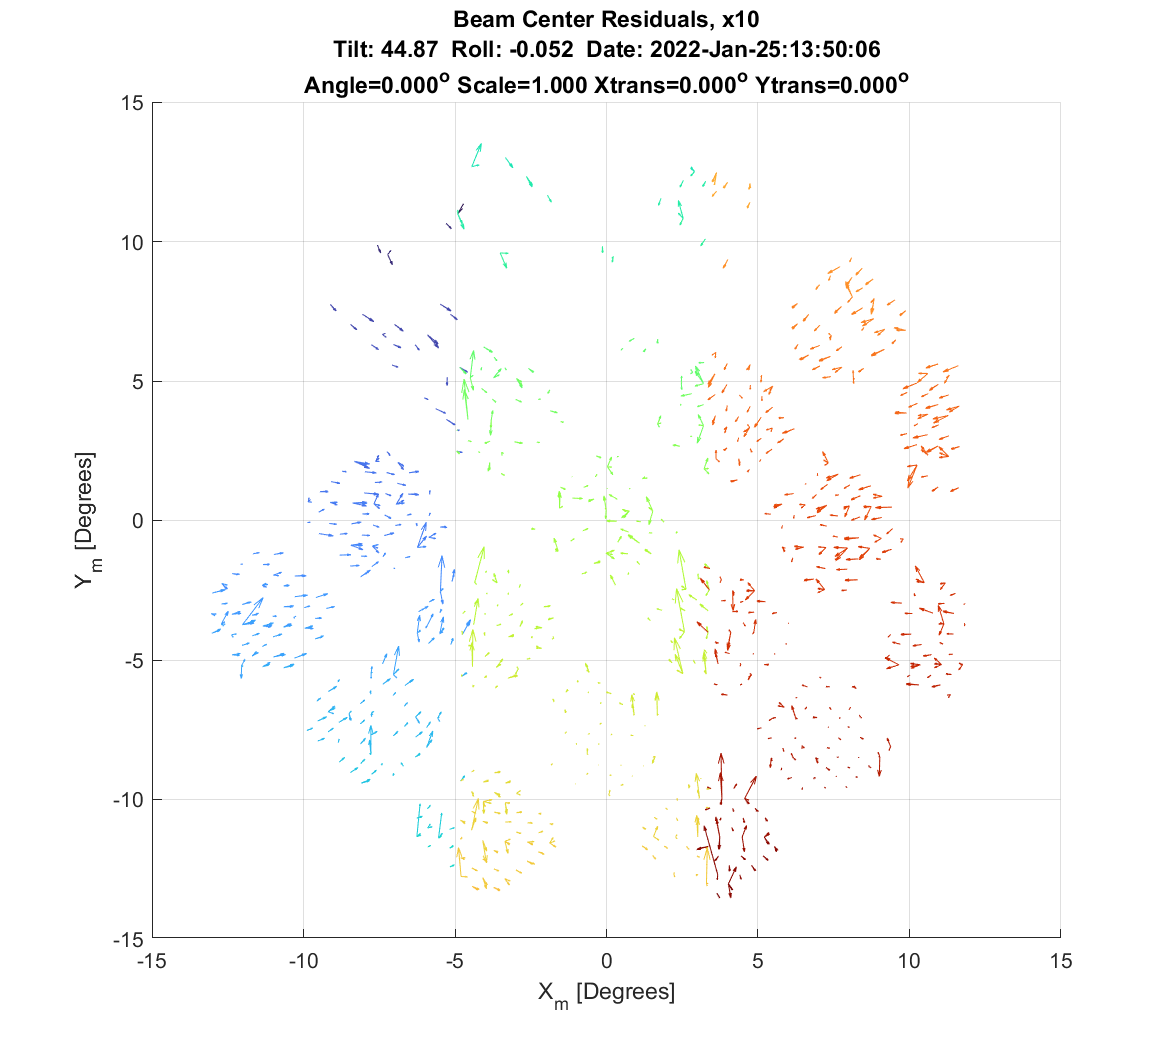 Beam Center Residuals, x10
Tilt: 44.87 Roll: -0.052 Date: 2022-Jan-25:13:50:06
Angle=0.000° Scale=1.000 Xtrans=0.000° Ytrans=0.000°
15
10
5
0
-5
-10
-15
Y_m [Degrees]
-15 -10 -5 0 5 10 15
X_m [Degrees]